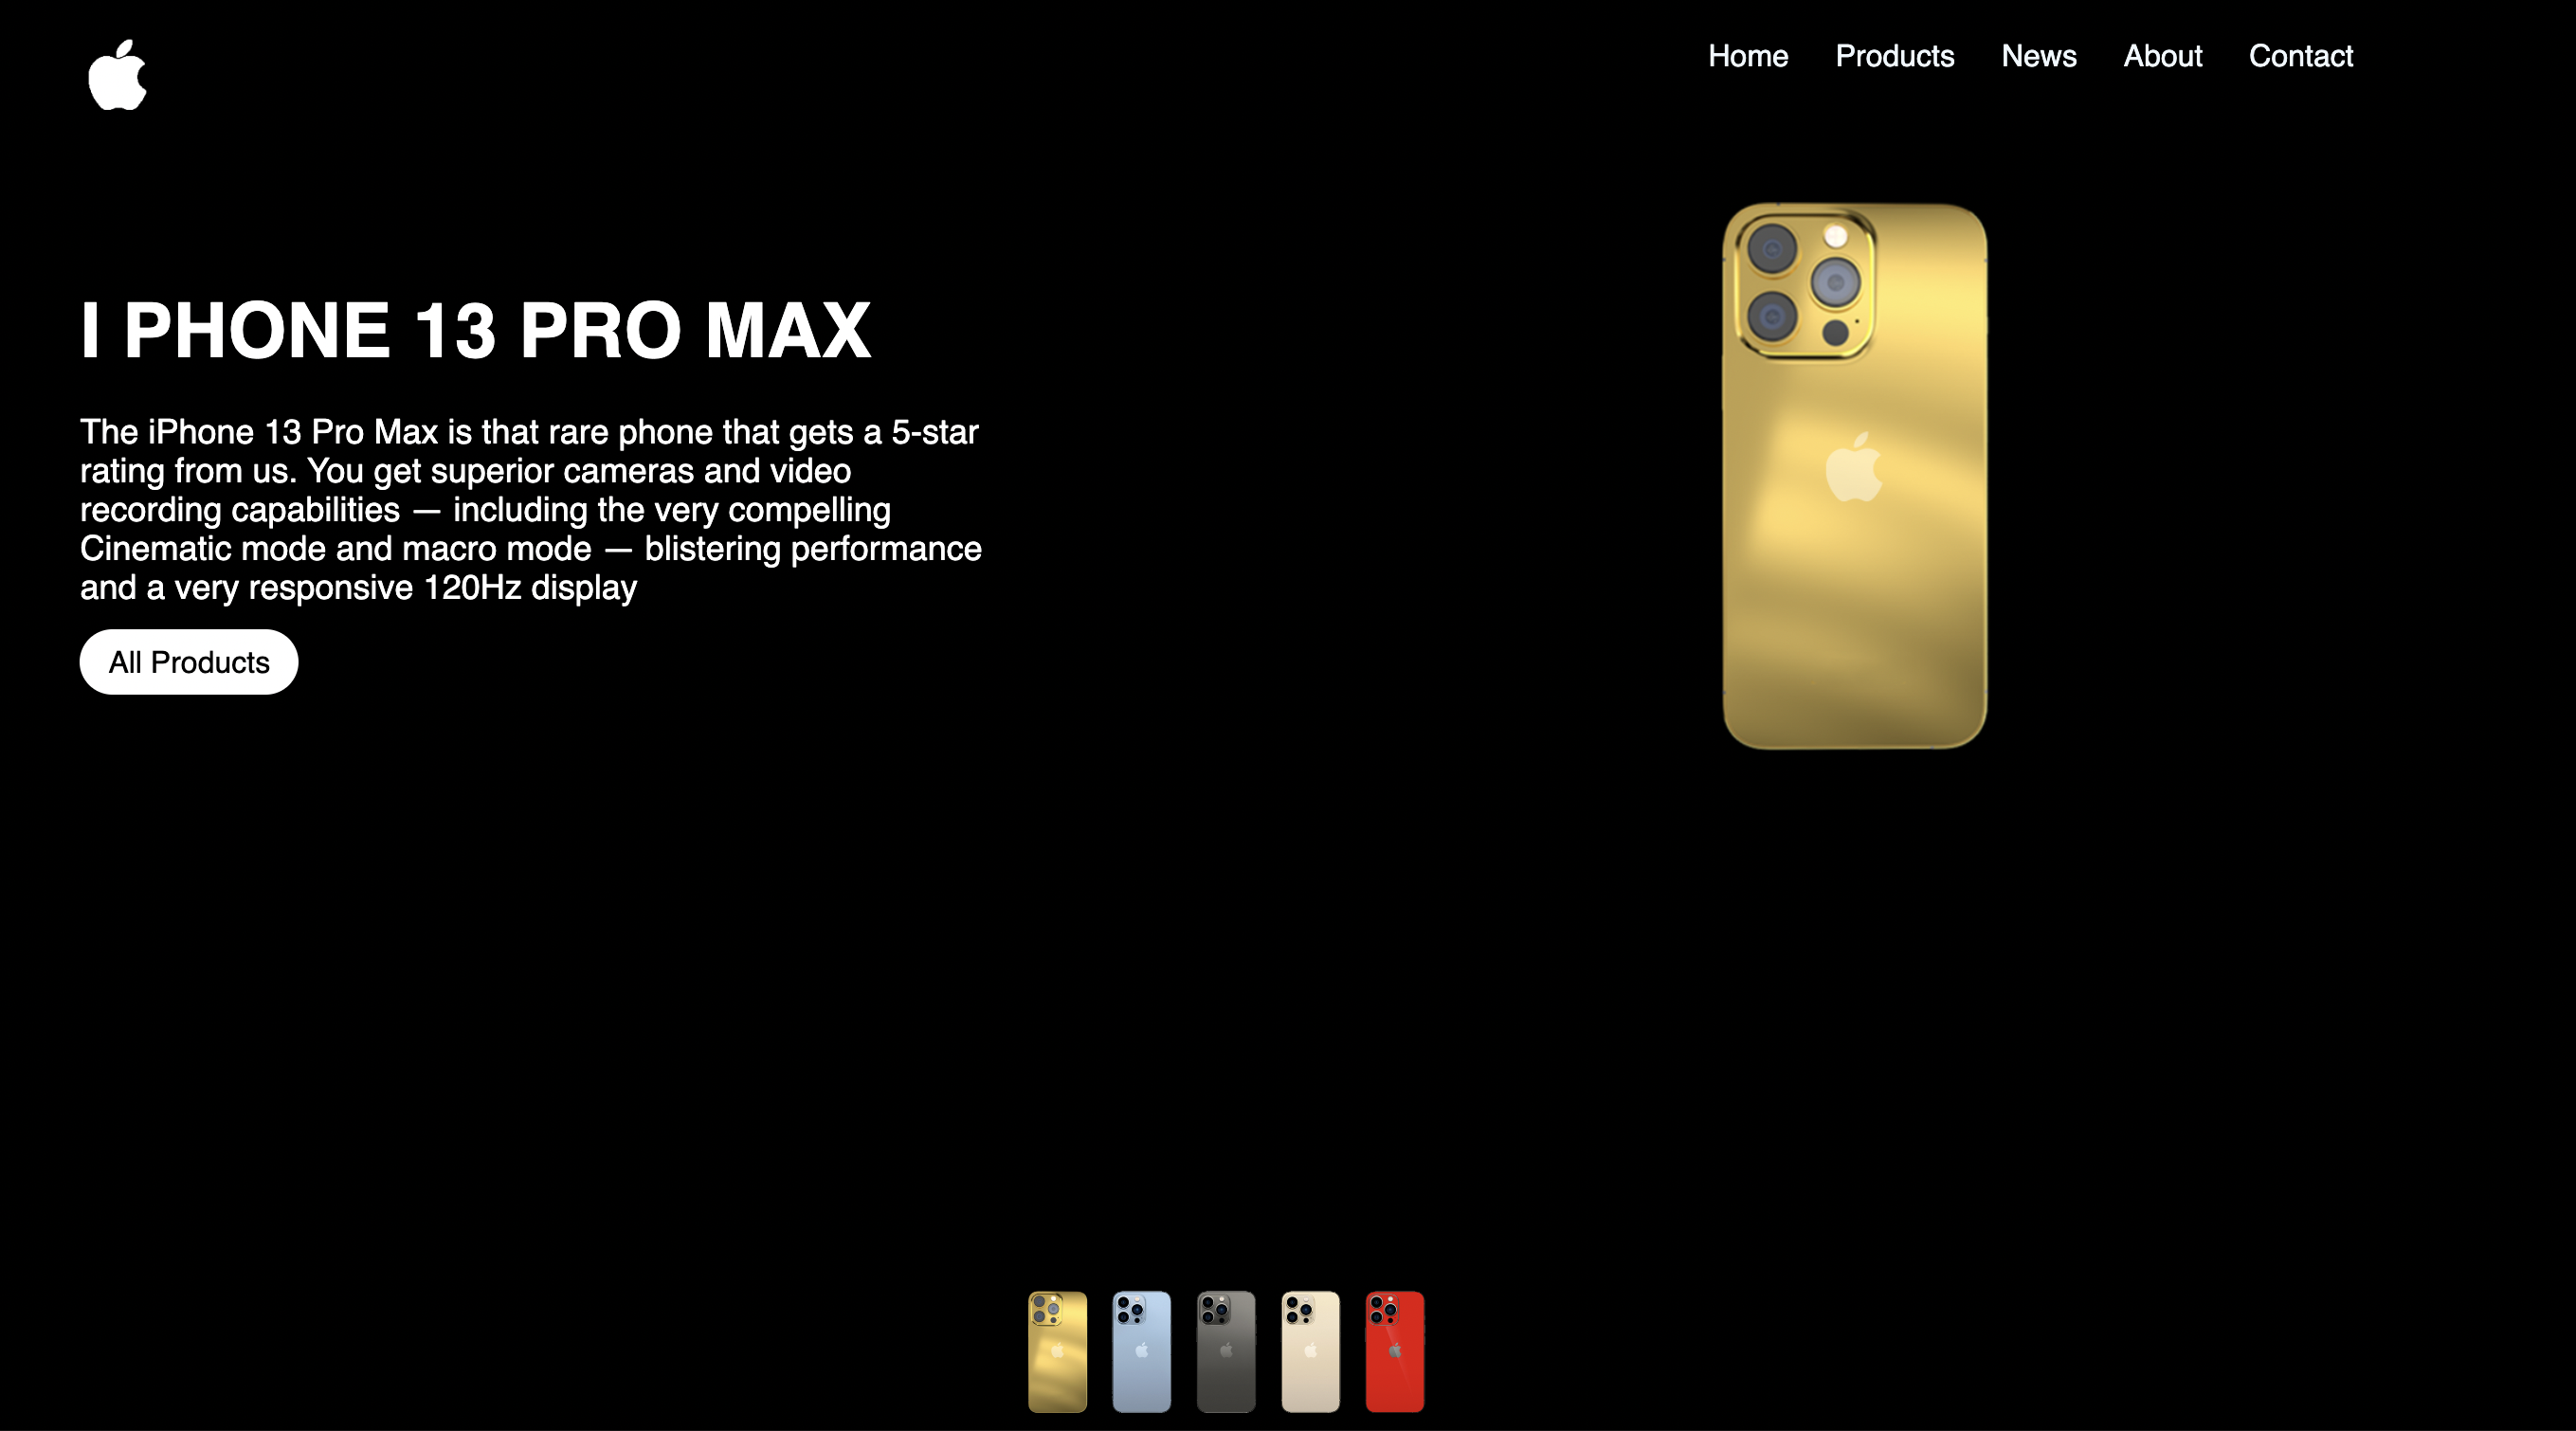 Home Products News About Contact
I PHONE 13 PRO MAX
The iPhone 13 Pro Max is that rare phone that gets a 5-star
rating from us. You get superior cameras and video
recording capabilities — including the very compelling
Cinematic mode and macro mode — blistering performance
and a very responsive 120Hz display
All Products